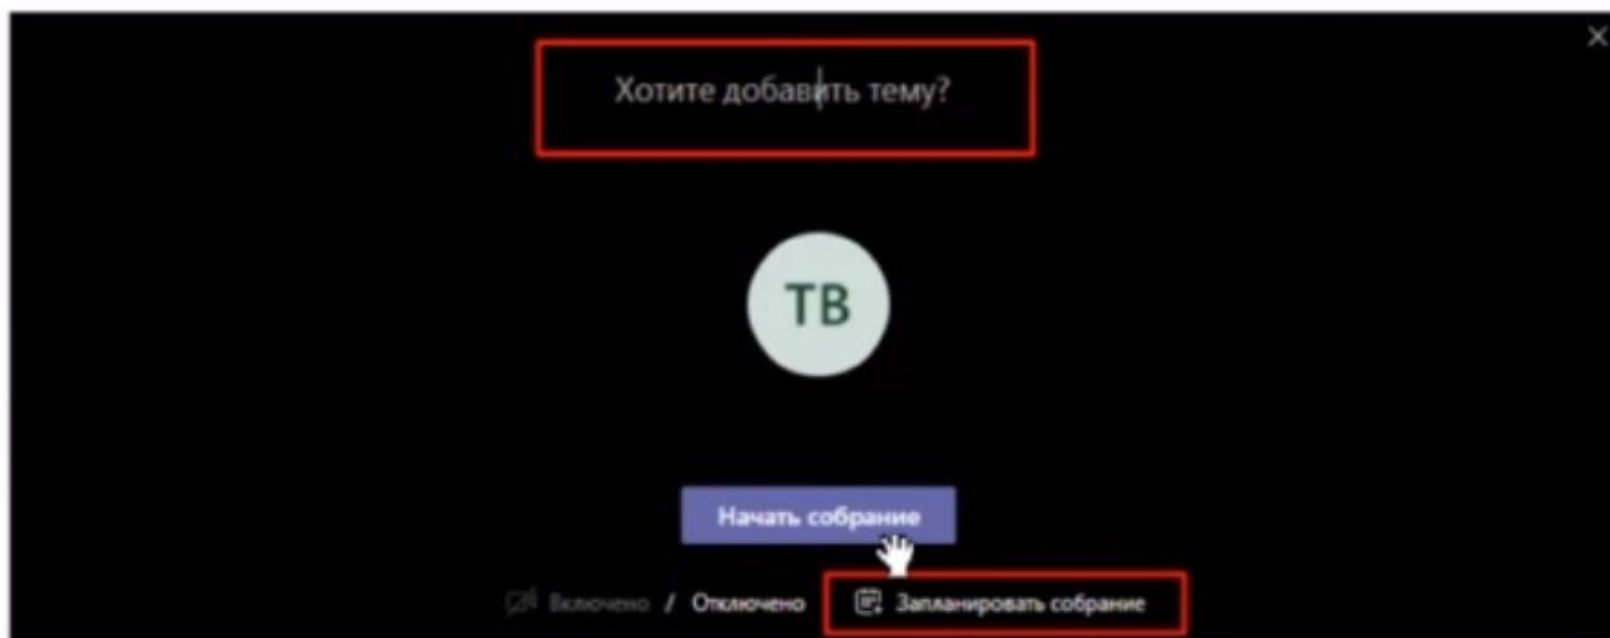 Хотите добавить тему?
ТВ
Начать собрание
Включено / Отключено Запланировать собрание